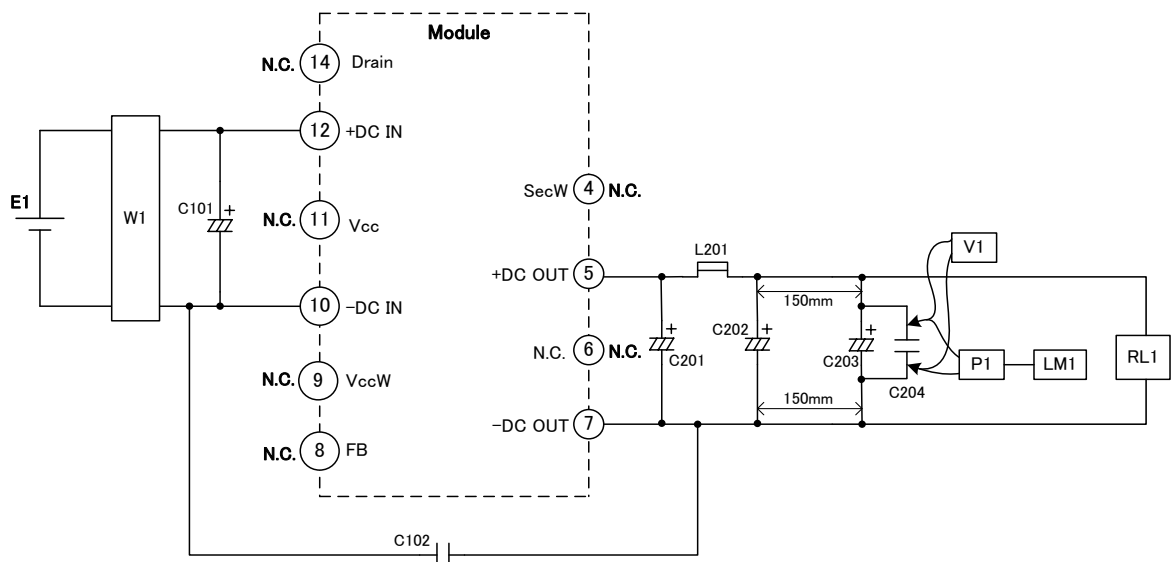 Module
N.C. 14 Drain
12 +DC IN
E1
W1
C101 +
N.C. 11 Vcc
10 -DC IN
N.C. 9 VccW
N.C. 8 FB
SecW 4 N.C.
+DC OUT 5
N.C. 6 N.C.
-DC OUT 7
L201
C201 +
C202 +
150mm
150mm
C203 +
C204
V1
P1
LM1
RL1
C102